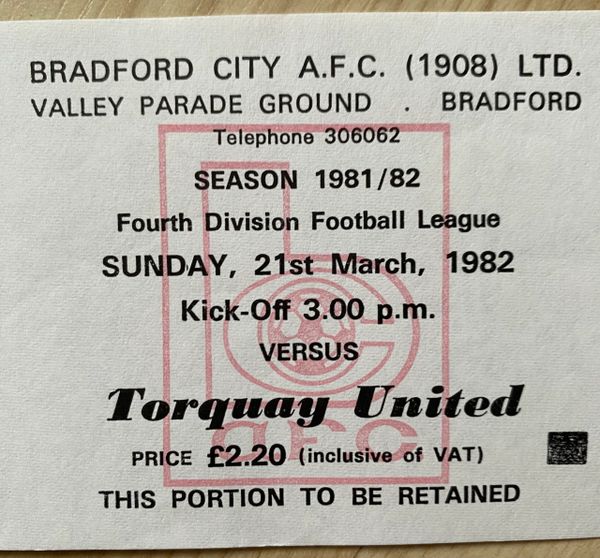 BRADFORD CITY A.F.C. (1908) LTD.
VALLEY PARADE GROUND . BRADFORD
Telephone 306062
SEASON 1981/82
Fourth Division Football League
SUNDAY, 21st March, 1982
Kick-Off 3.00 p.m.
VERSUS
Torquay United
AFC
PRICE £2.20 (inclusive of VAT)
THIS PORTION TO BE RETAINED